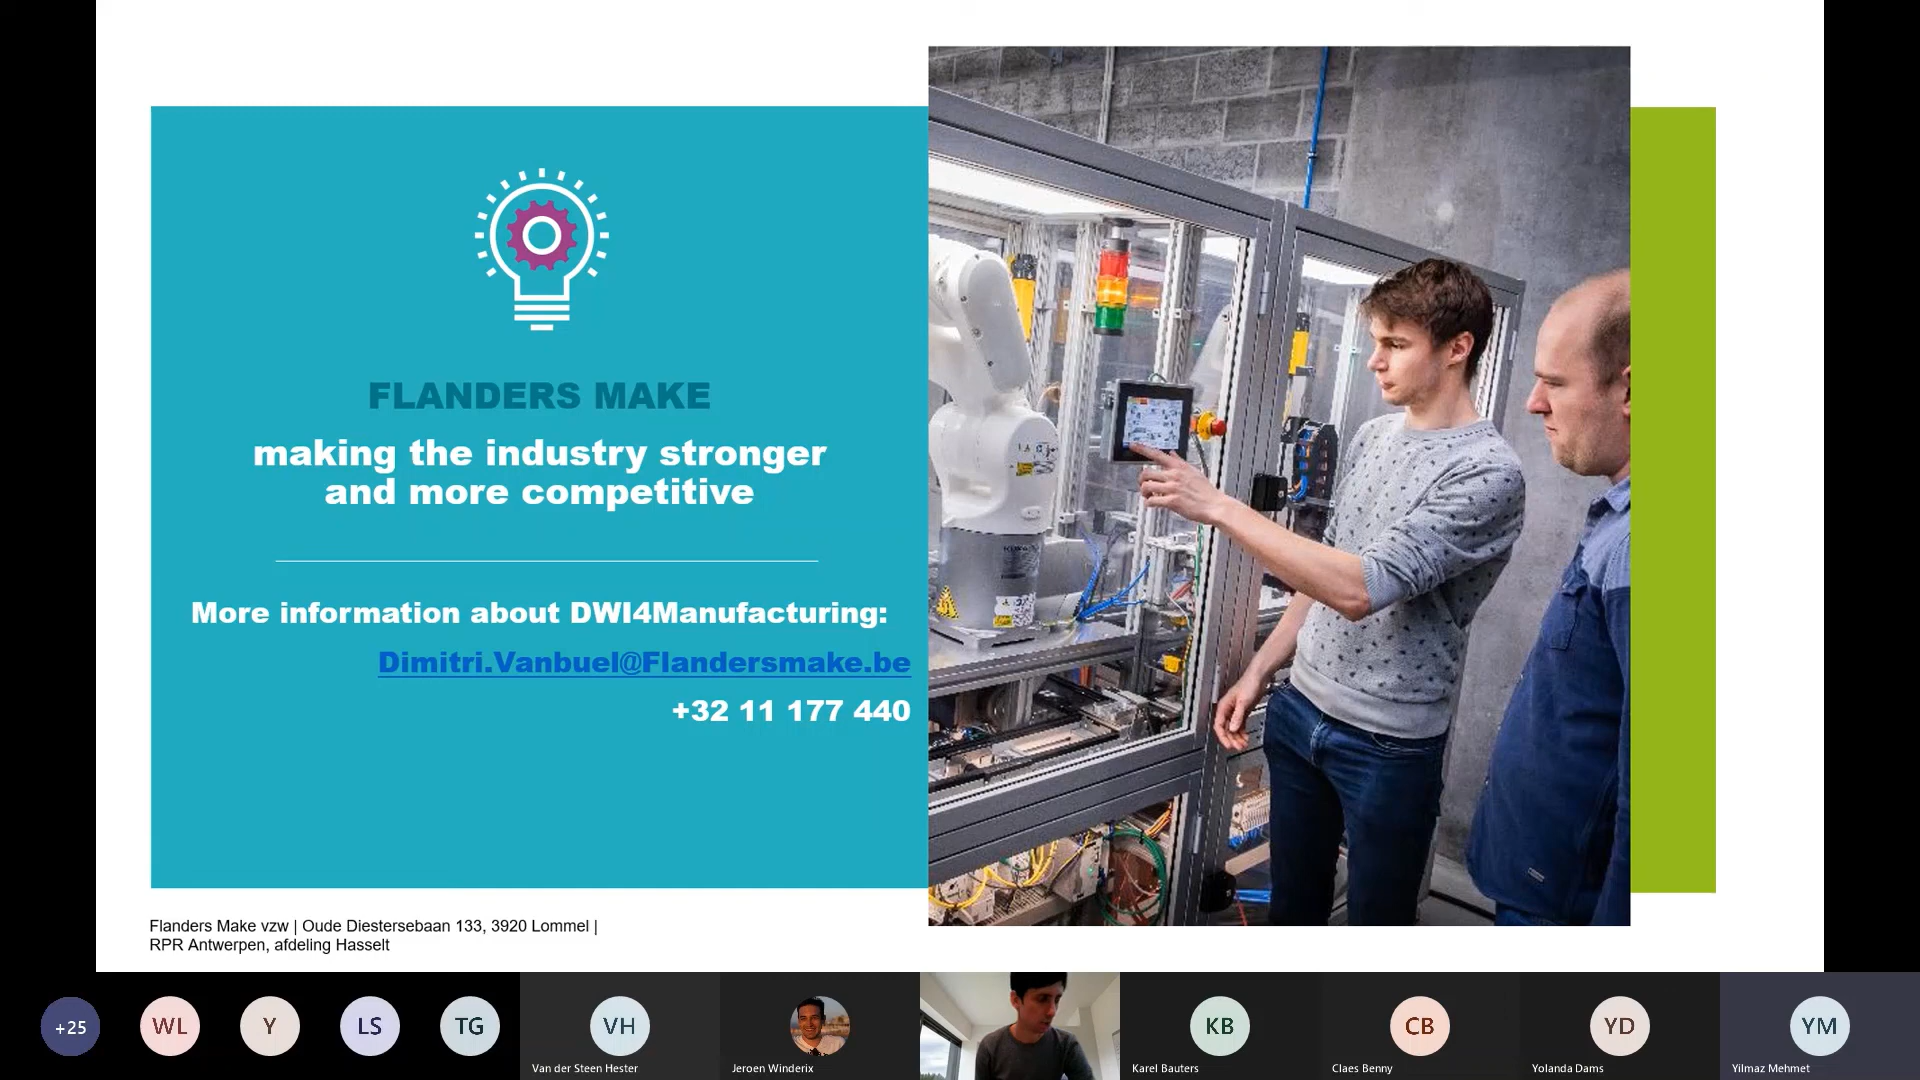 FLANDERS MAKE
making the industry stronger
and more competitive
More information about DWI4Manufacturing:
Dimitri.Vanbuel@Flandersmake.be
+32 11 177 440
Flanders Make vzw | Oude Diestersebaan 133, 3920 Lommel |
RPR Antwerpen, afdeling Hasselt
+25
WL
Y
LS
TG
VH
KB
CB
YD
YM
Van der Steen Hester
Jeroen Winderix
Karel Bauters
Claes Benny
Yolanda Dams
Yilmaz Mehmet